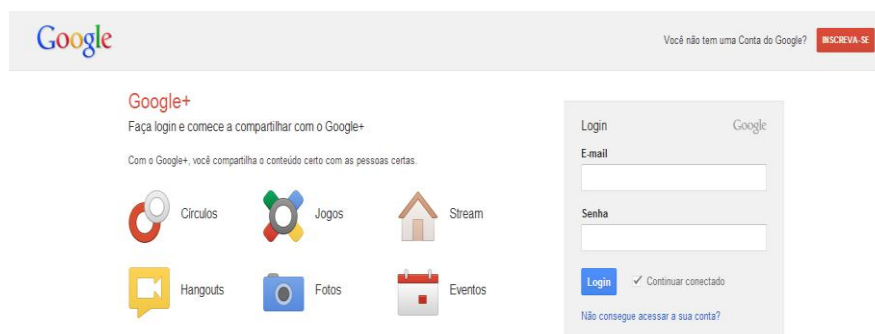 Google
Você não tem uma Conta do Google? INSCREVA-SE
Google+
Faça login e comece a compartilhar com o Google+
Com o Google+, você compartilha o conteúdo certo com as pessoas certas.
Círculos Jogos Stream
Hangouts Fotos Eventos
Login Google
E-mail
Senha
Login Continuar conectado
Não consegue acessar a sua conta?